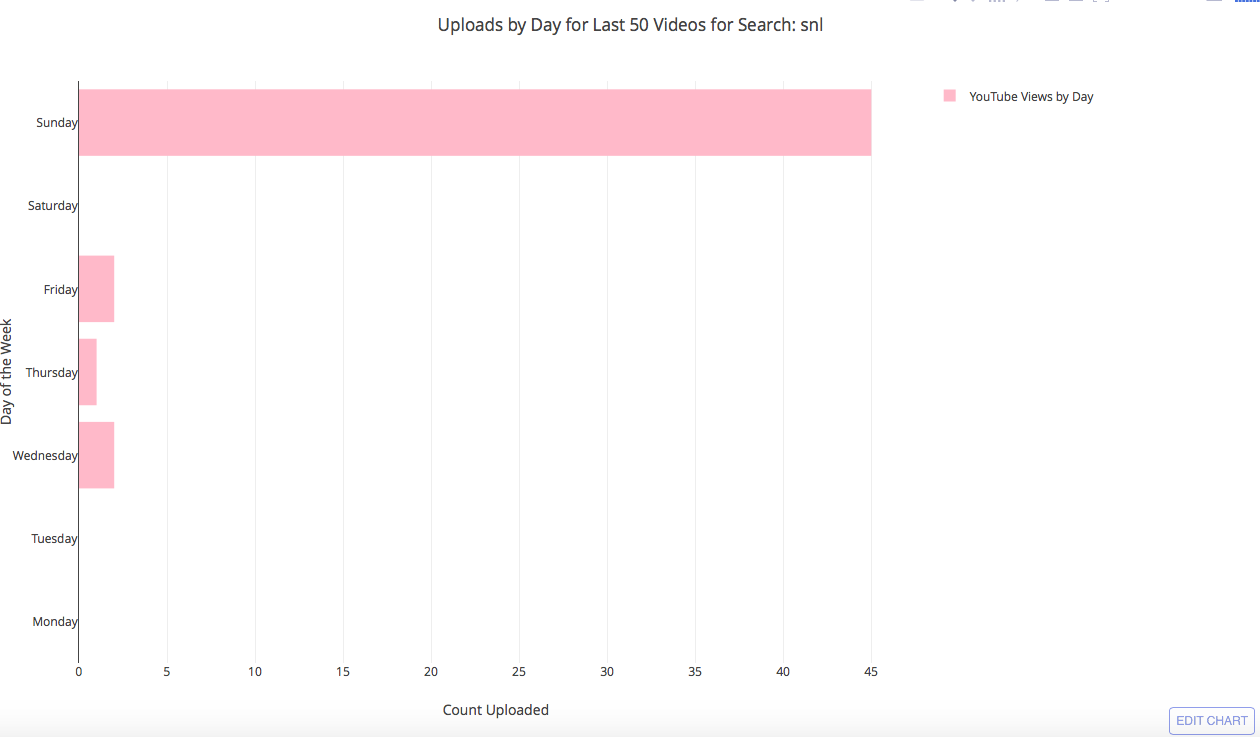 Uploads by Day for Last 50 Videos for Search: snl
YouTube Views by Day
Day of the Week
Sunday
Saturday
Friday
Thursday
Wednesday
Tuesday
Monday
0 5 10 15 20 25 30 35 40 45
Count Uploaded
EDIT CHART